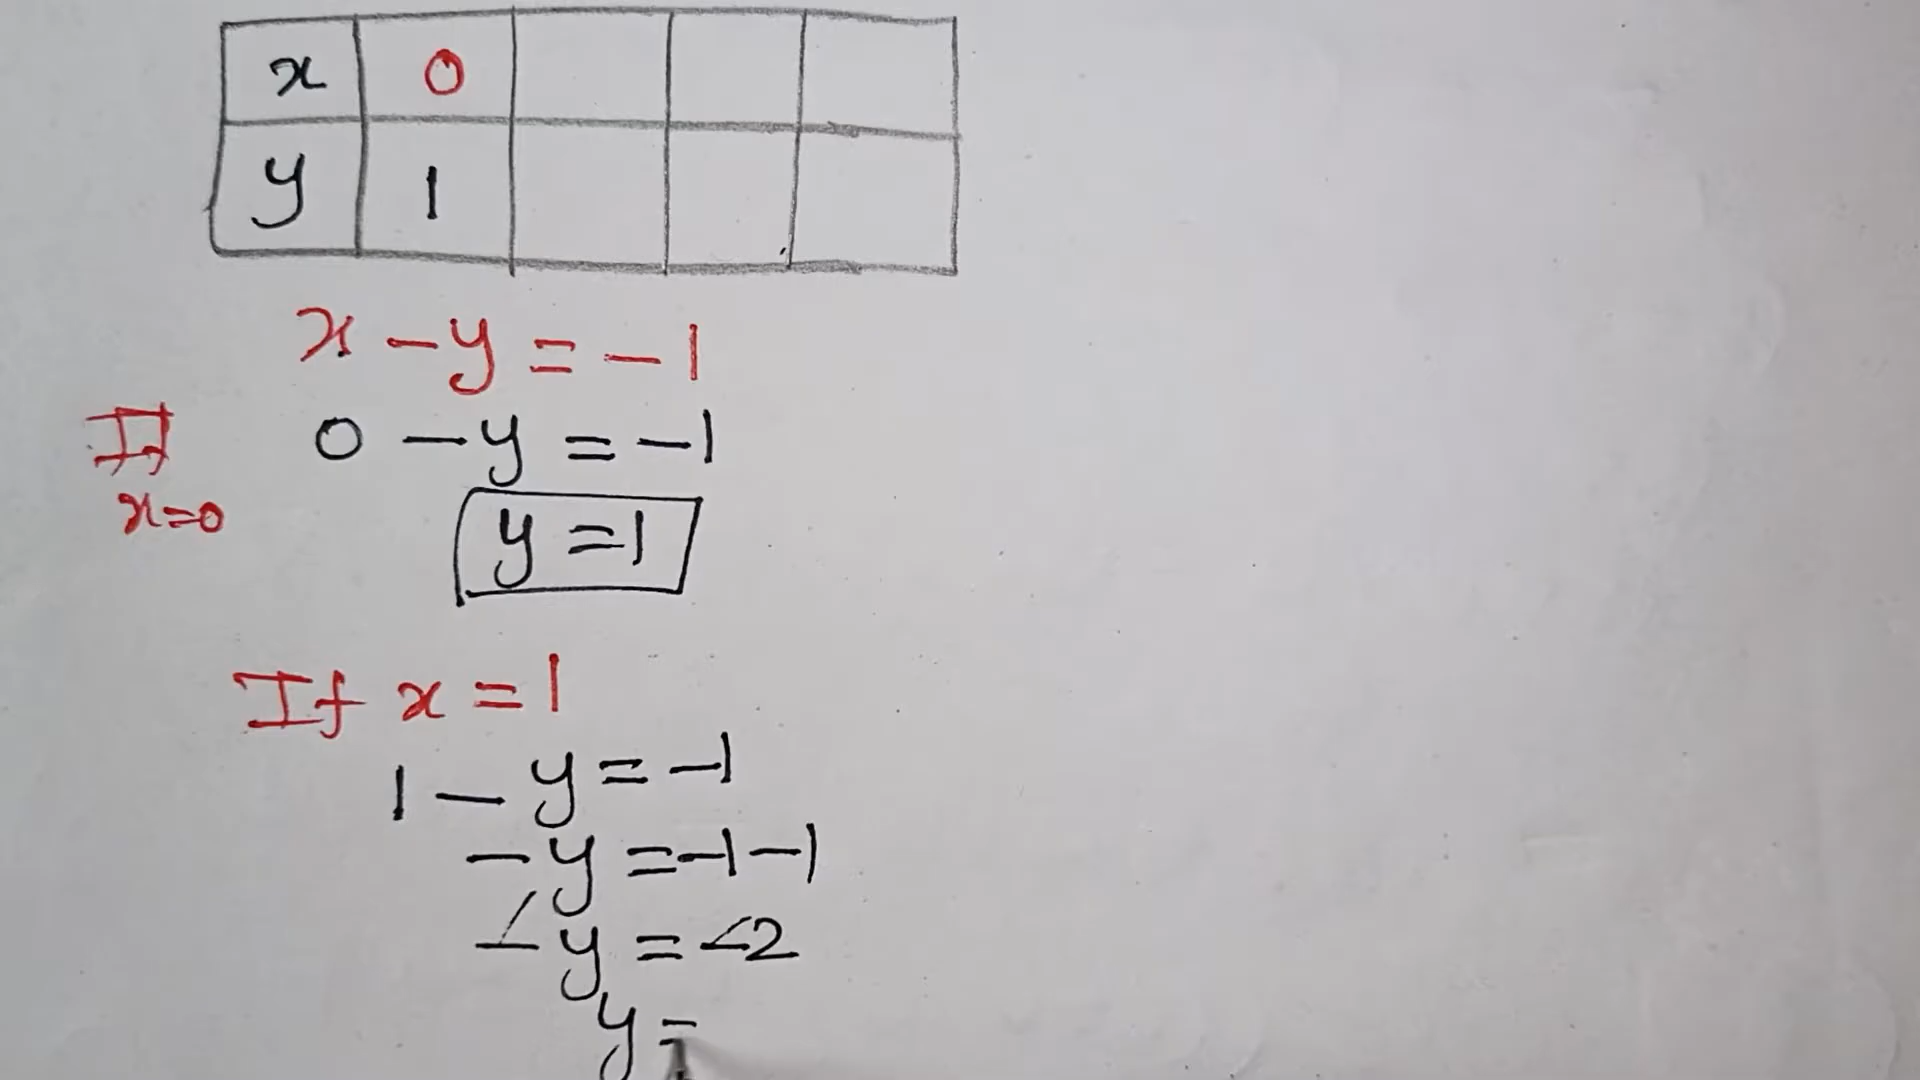 x 0
y 1
x - y = -1
If 0 - y = -1
x=0
y = 1
If x = 1
1 - y = -1
-y = -1 - 1
-y = -2
y =